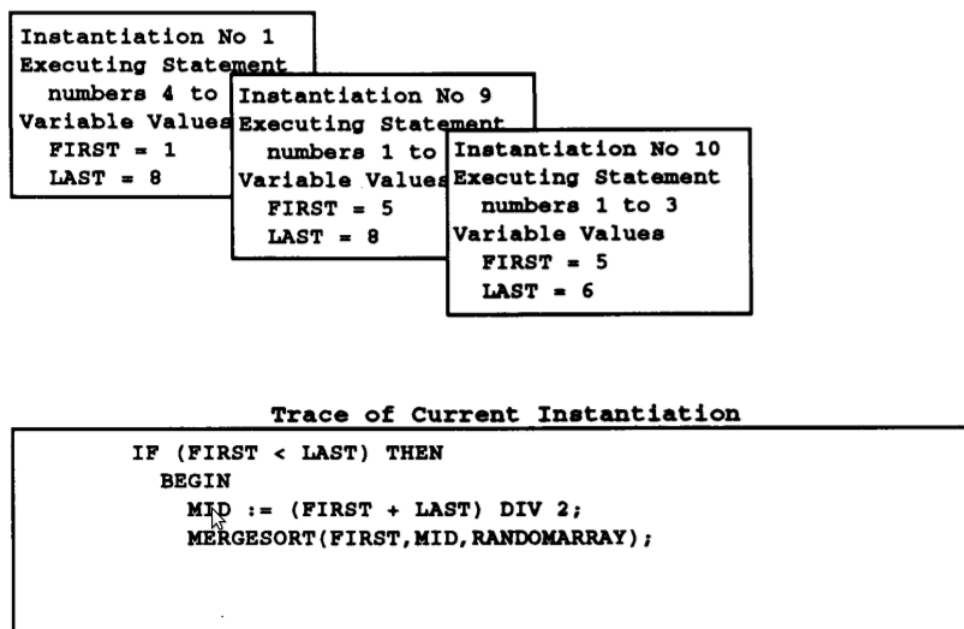 Instantiation No 1
Executing Statement
numbers 4 to
Variable Values
FIRST = 1
LAST = 8
Instantiation No 9
Executing Statement
numbers 1 to
Variable Values
FIRST = 5
LAST = 8
Instantiation No 10
Executing Statement
numbers 1 to 3
Variable Values
FIRST = 5
LAST = 6
Trace of Current Instantiation
IF (FIRST < LAST) THEN
BEGIN
MID := (FIRST + LAST) DIV 2;
MERGESORT(FIRST,MID,RANDOMARRAY);